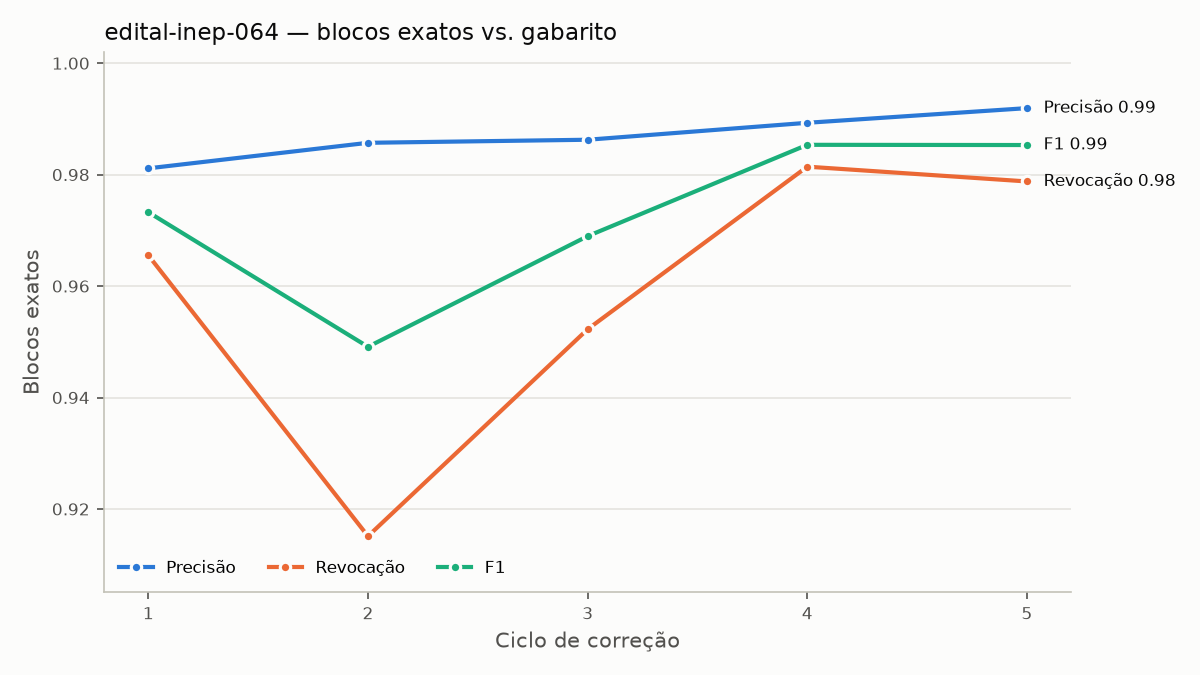 edital-inep-064 — blocos exatos vs. gabarito
Blocos exatos
1.00
0.98
0.96
0.94
0.92
Precisão 0.99
F1 0.99
Revocação 0.98
Precisão
Revocação
F1
1
2
3
4
5
Ciclo de correção